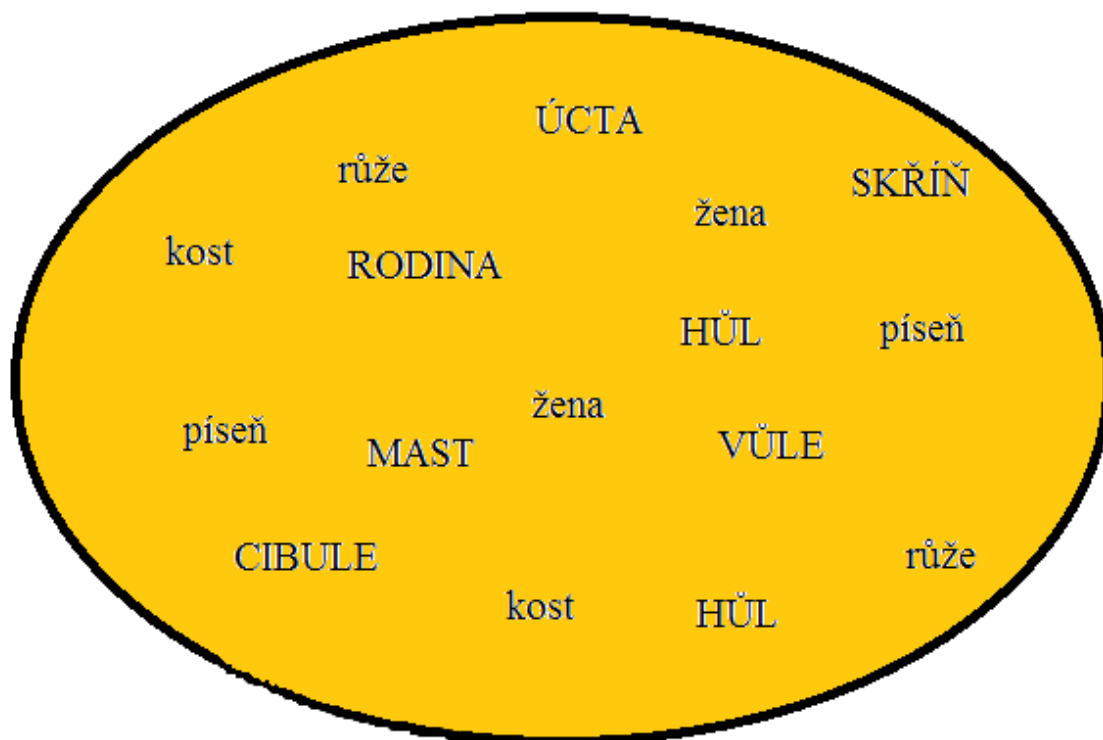 ÚCTA
růže
SKŘÍŇ
žena
kost
RODINA
HŮL
píseň
žena
píseň
MAST
VŮLE
CIBULE
růže
kost
HŮL